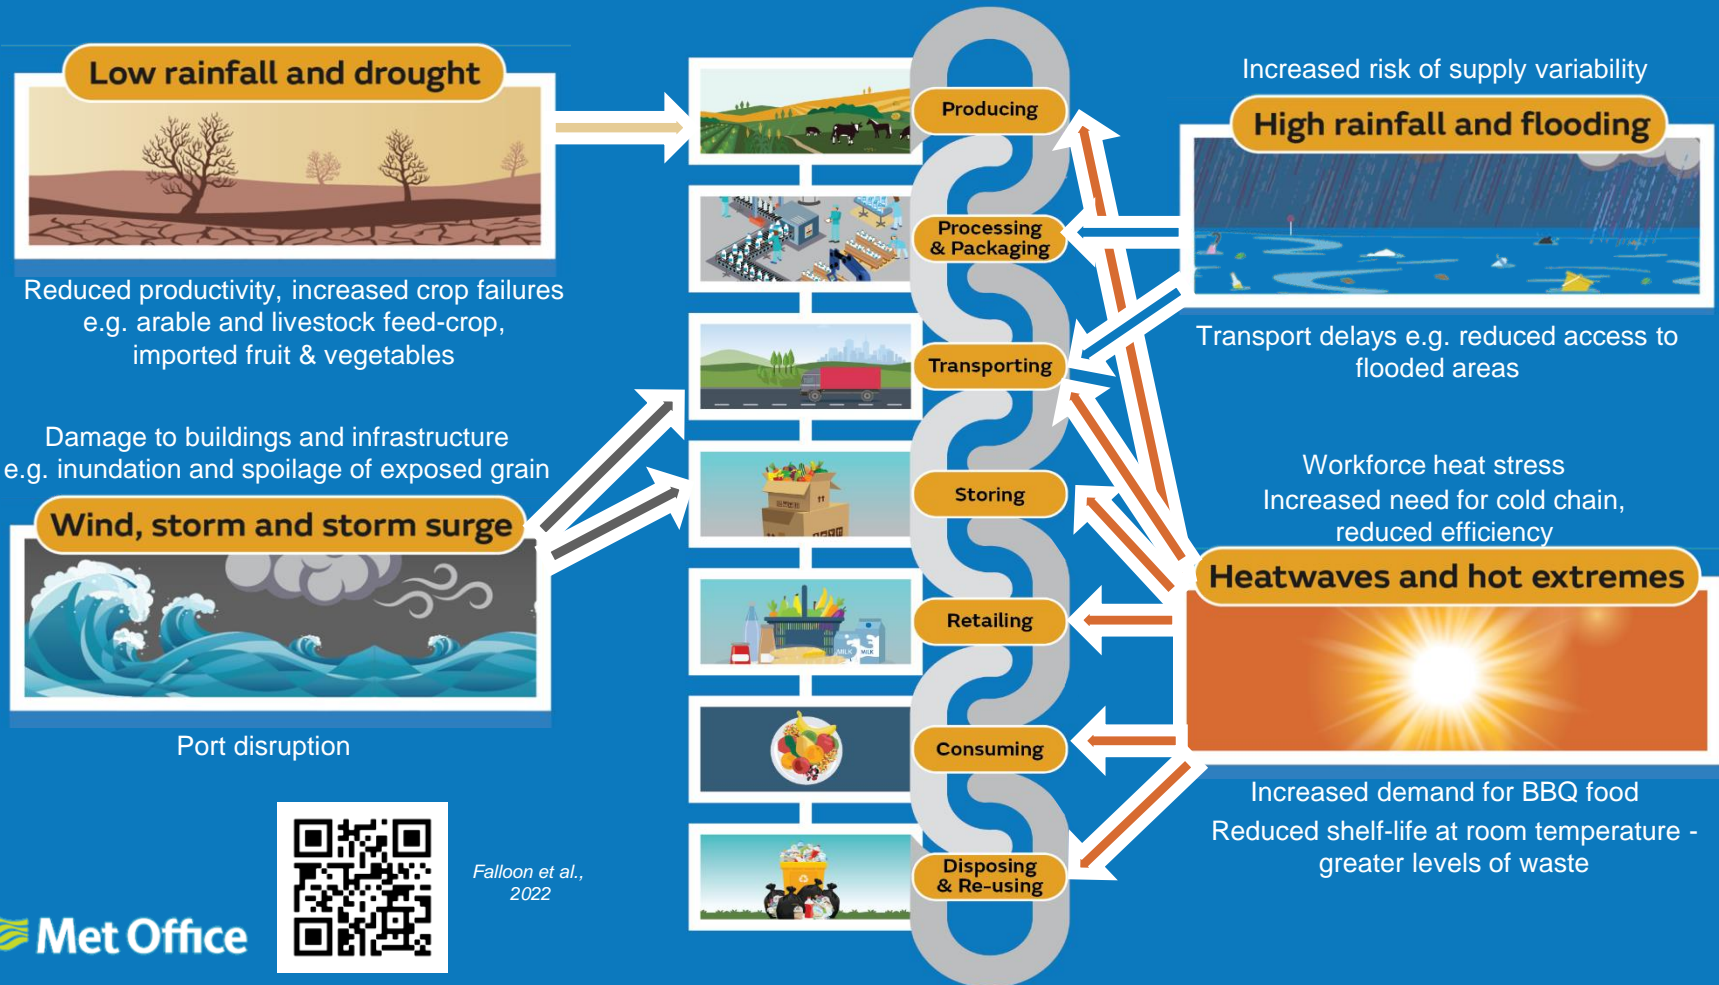 Low rainfall and drought
Reduced productivity, increased crop failures
e.g. arable and livestock feed-crop,
imported fruit & vegetables
Damage to buildings and infrastructure
e.g. inundation and spoilage of exposed grain
Wind, storm and storm surge
Port disruption
Falloon et al.,
2022
Met Office
Producing
Processing
& Packaging
Transporting
Storing
Retailing
MILK
MILK
Consuming
Disposing
& Re-using
Increased risk of supply variability
High rainfall and flooding
Transport delays e.g. reduced access to
flooded areas
Workforce heat stress
Increased need for cold chain,
reduced efficiency
Heatwaves and hot extremes
Increased demand for BBQ food
Reduced shelf-life at room temperature -
greater levels of waste